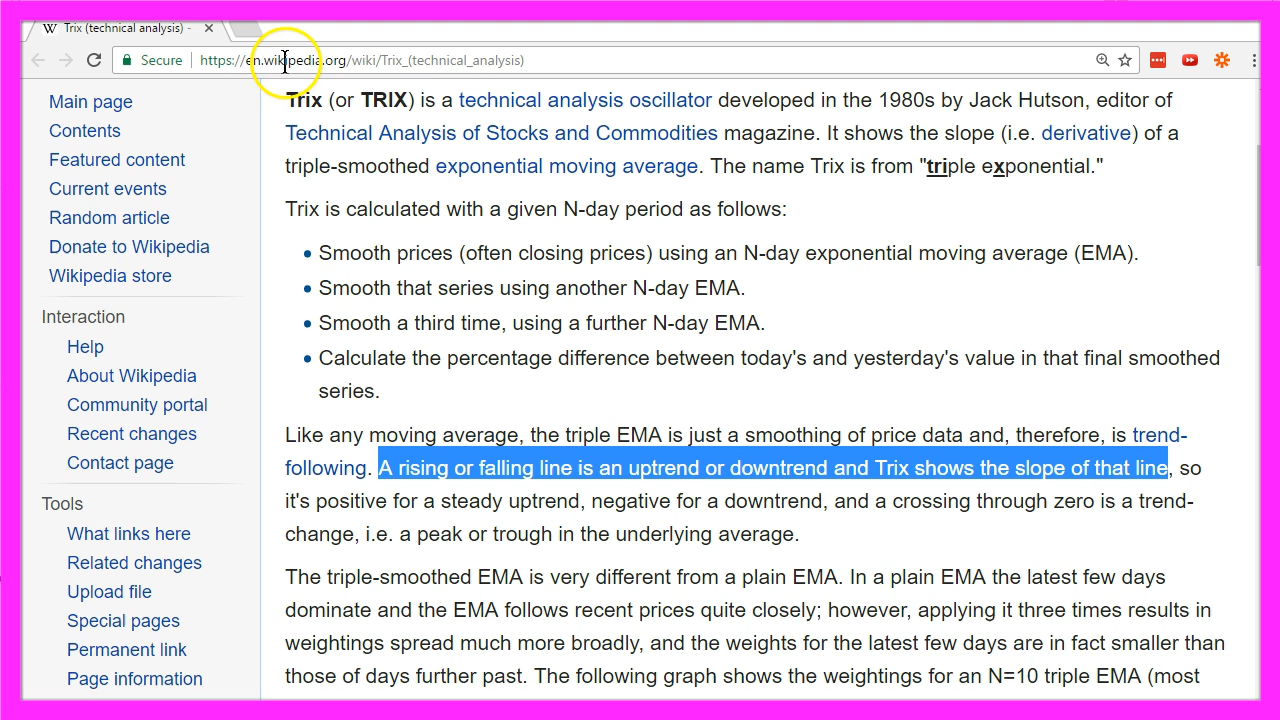 Trix (technical analysis) -
Secure
https://en.wikipedia.org/wiki/Trix_(technical_analysis)
Main page
Contents
Featured content
Current events
Random article
Donate to Wikipedia
Wikipedia store
Interaction
Help
About Wikipedia
Community portal
Recent changes
Contact page
Tools
What links here
Related changes
Upload file
Special pages
Permanent link
Page information
Trix (or TRIX) is a technical analysis oscillator developed in the 1980s by Jack Hutson, editor of
Technical Analysis of Stocks and Commodities magazine. It shows the slope (i.e. derivative) of a
triple-smoothed exponential moving average. The name Trix is from "triple exponential."
Trix is calculated with a given N-day period as follows:
• Smooth prices (often closing prices) using an N-day exponential moving average (EMA).
• Smooth that series using another N-day EMA.
• Smooth a third time, using a further N-day EMA.
• Calculate the percentage difference between today's and yesterday's value in that final smoothed
series.
Like any moving average, the triple EMA is just a smoothing of price data and, therefore, is trend-
following. A rising or falling line is an uptrend or downtrend and Trix shows the slope of that line, so
it's positive for a steady uptrend, negative for a downtrend, and a crossing through zero is a trend-
change, i.e. a peak or trough in the underlying average.
The triple-smoothed EMA is very different from a plain EMA. In a plain EMA the latest few days
dominate and the EMA follows recent prices quite closely; however, applying it three times results in
weightings spread much more broadly, and the weights for the latest few days are in fact smaller than
those of days further past. The following graph shows the weightings for an N=10 triple EMA (most